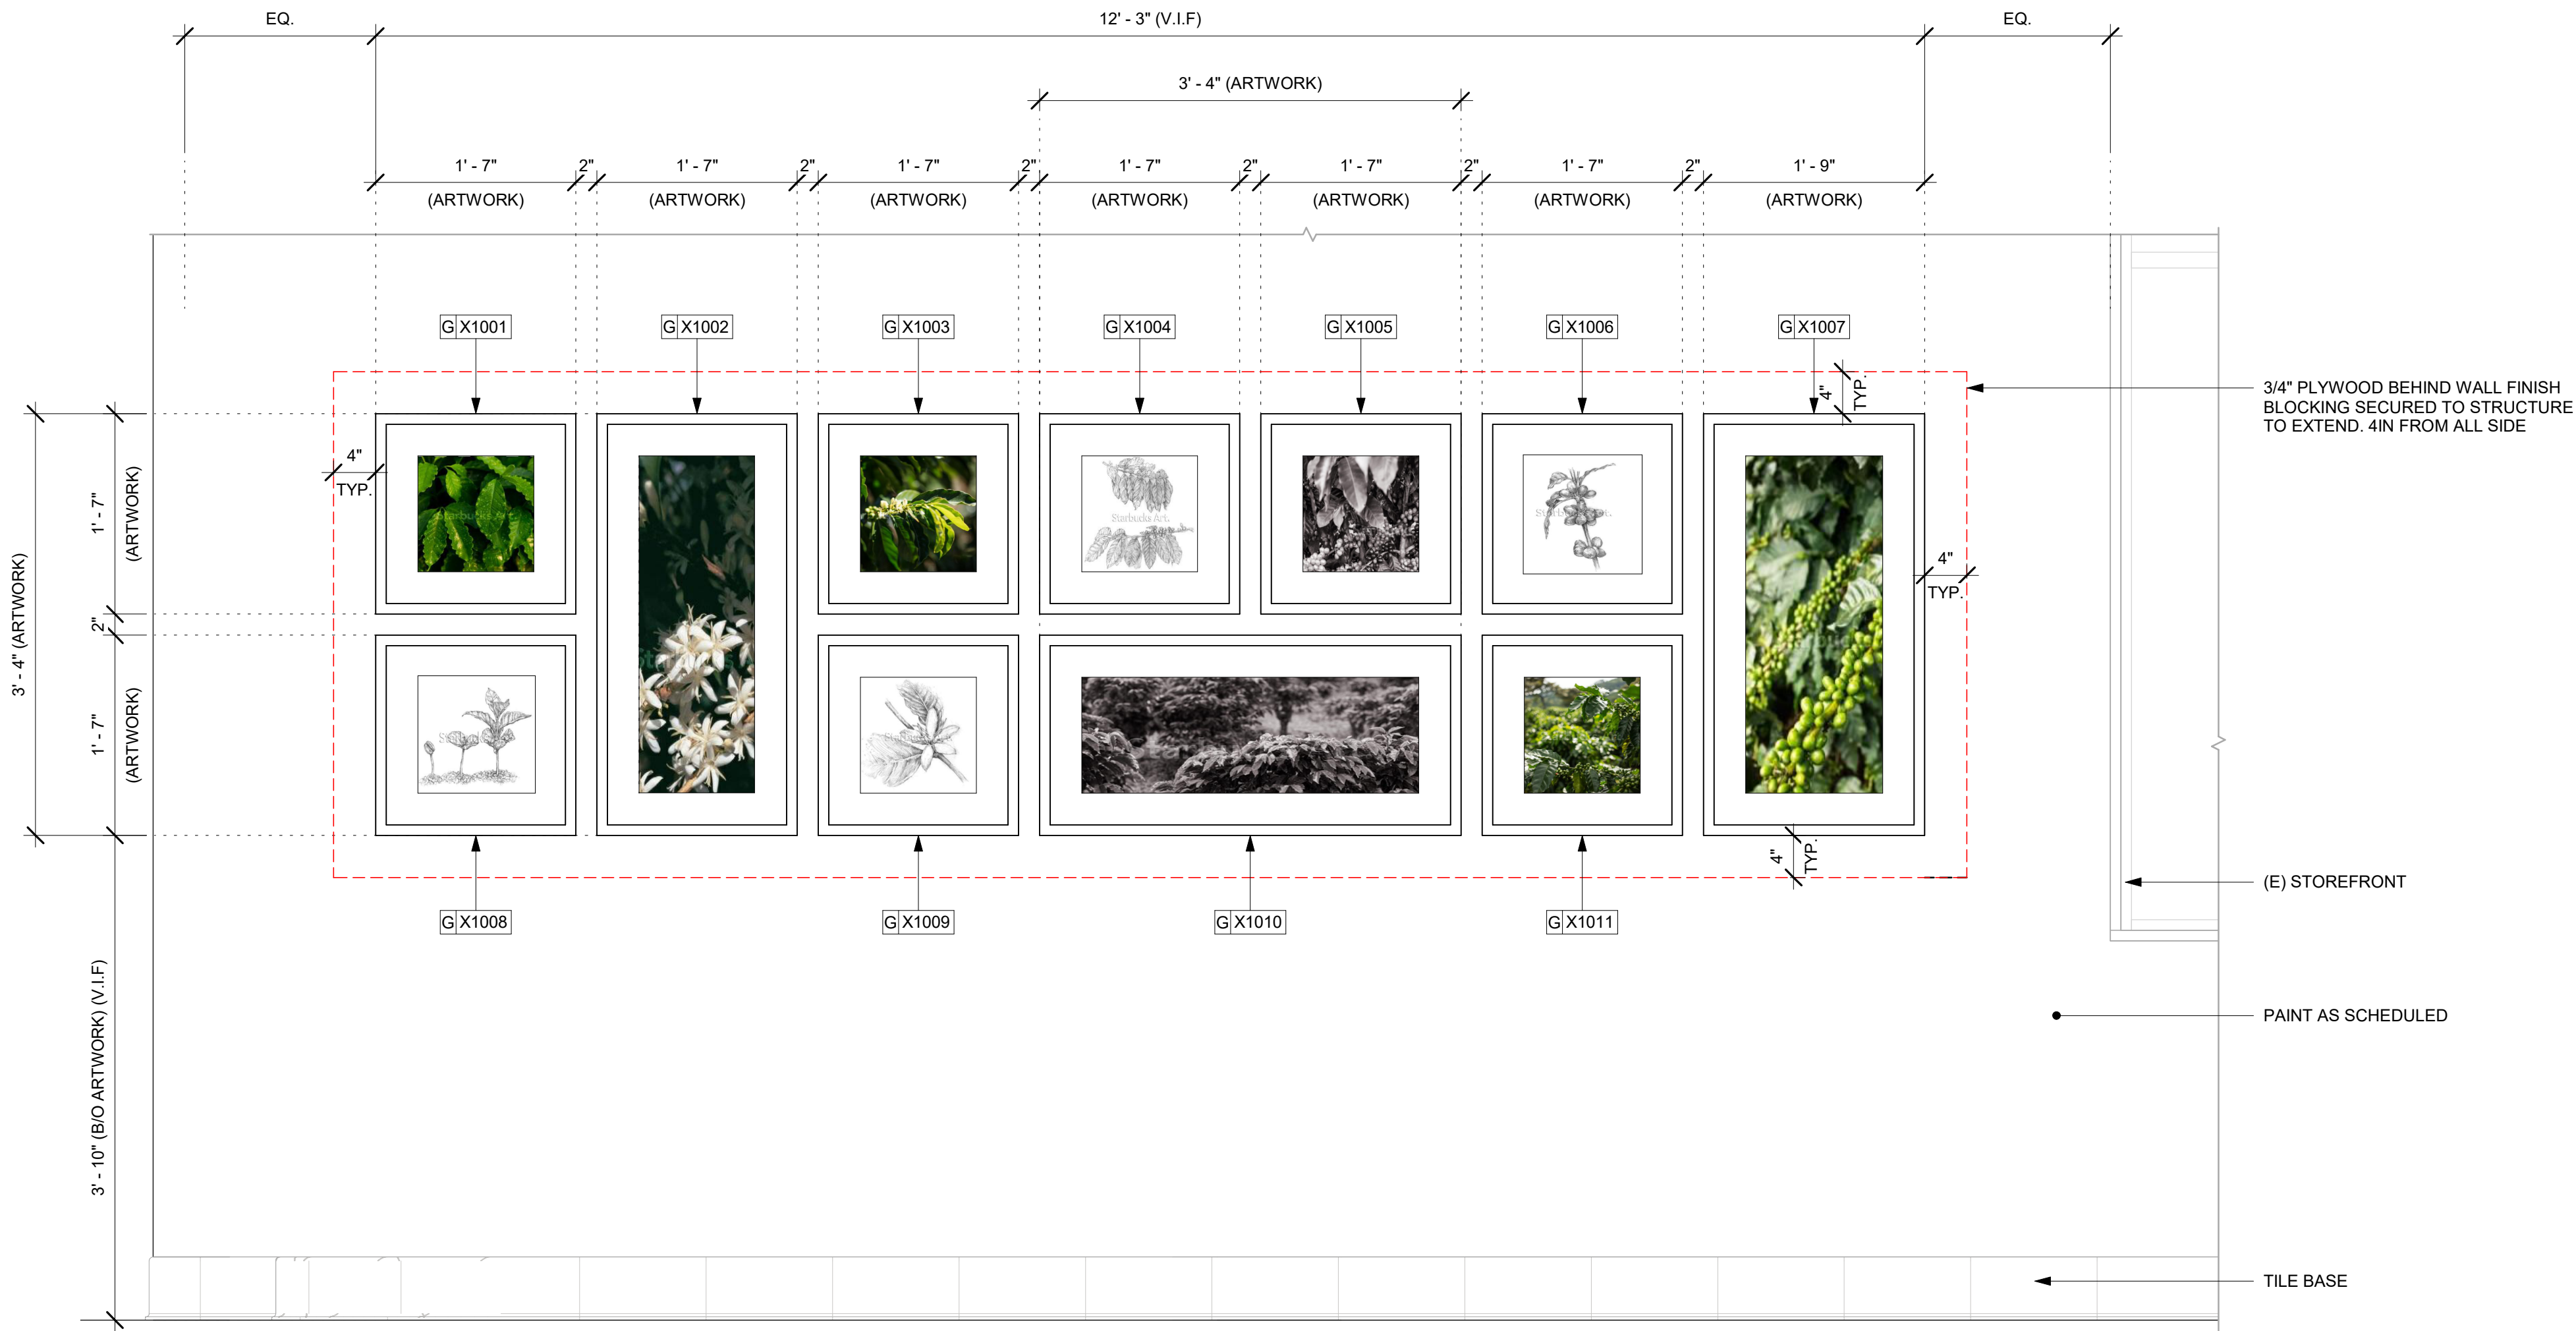 EQ.
12' - 3" (V.I.F)
EQ.
3' - 4" (ARTWORK)
1' - 7"
2"
1' - 7"
2"
1' - 7"
2"
1' - 7"
2"
1' - 7"
2"
1' - 7"
2"
1' - 9"
(ARTWORK)
(ARTWORK)
(ARTWORK)
(ARTWORK)
(ARTWORK)
(ARTWORK)
(ARTWORK)
G X1001
G X1002
G X1003
G X1004
G X1005
G X1006
G X1007
4"
TYP.
3/4" PLYWOOD BEHIND WALL FINISH
BLOCKING SECURED TO STRUCTURE
TO EXTEND. 4IN FROM ALL SIDE
4"
TYP.
1' - 7"
(ARTWORK)
Starbucks Art.
Starbucks Art.
4"
TYP.
3' - 4" (ARTWORK)
2"
1' - 7"
(ARTWORK)
4"
TYP.
G X1008
G X1009
G X1010
G X1011
(E) STOREFRONT
3' - 10" (B/O ARTWORK) (V.I.F)
PAINT AS SCHEDULED
TILE BASE